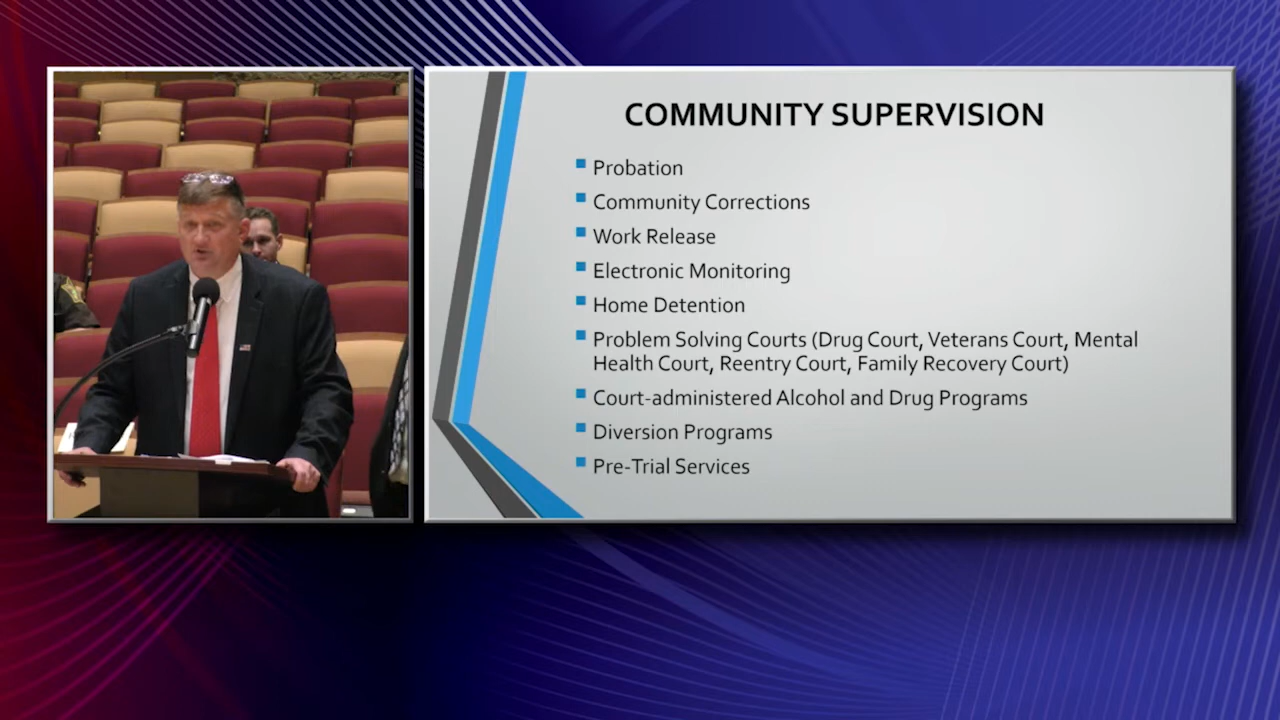 COMMUNITY SUPERVISION
Probation
Community Corrections
Work Release
Electronic Monitoring
Home Detention
Problem Solving Courts (Drug Court, Veterans Court, Mental
Health Court, Reentry Court, Family Recovery Court)
Court-administered Alcohol and Drug Programs
Diversion Programs
Pre-Trial Services